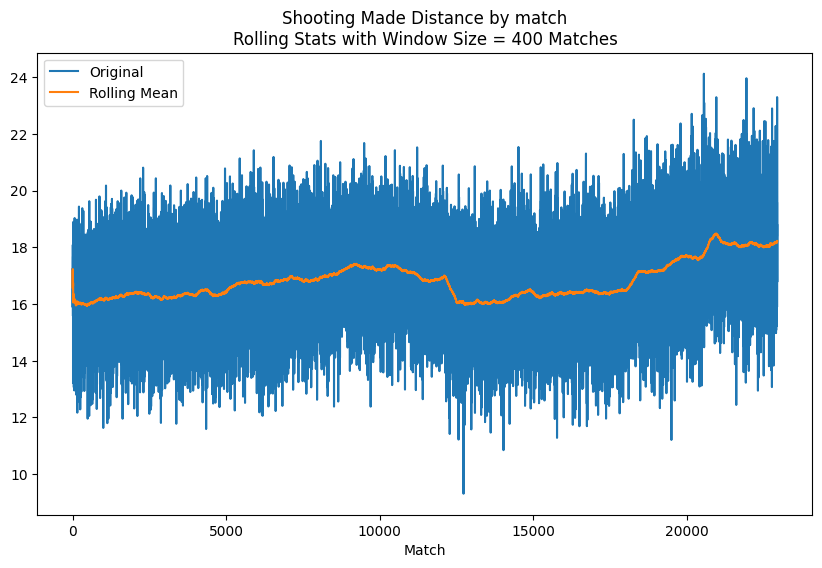 Shooting Made Distance by match
Rolling Stats with Window Size = 400 Matches
Original
Rolling Mean
24
22
20
18
16
14
12
10
0 5000 10000 15000 20000
Match